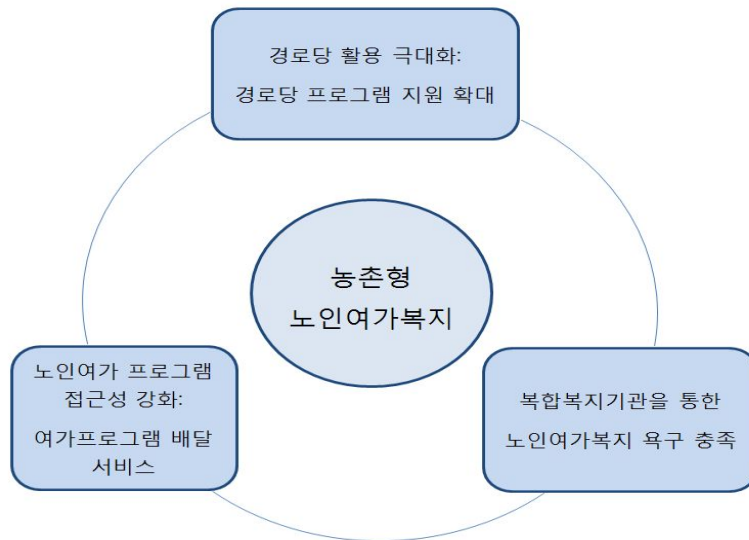 경로당 활용 극대화:
경로당 프로그램 지원 확대
농촌형
노인여가복지
노인여가 프로그램
접근성 강화:
여가프로그램 배달
서비스
복합복지기관을 통한
노인여가복지 욕구 충족